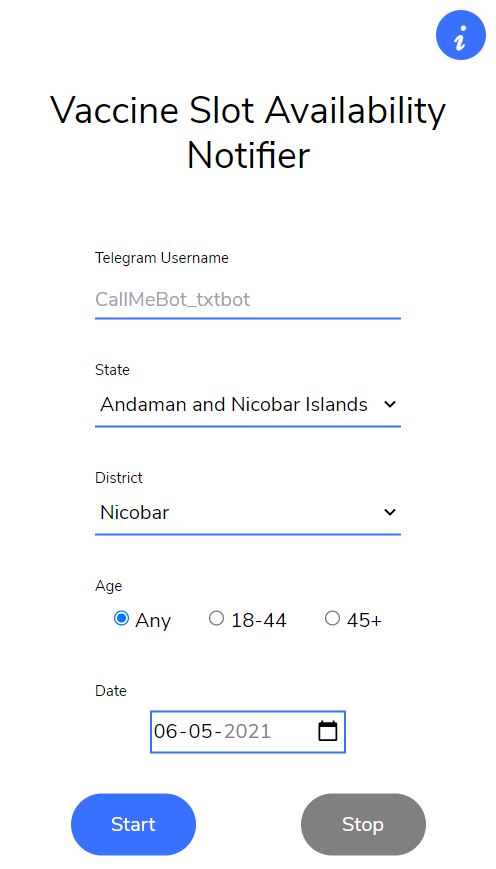 i
Vaccine Slot Availability
Notifier
Telegram Username
CallMeBot_txtbot
State
Andaman and Nicobar Islands
District
Nicobar
Age
Any 18-44 45+
Date
06-05-2021
Start Stop